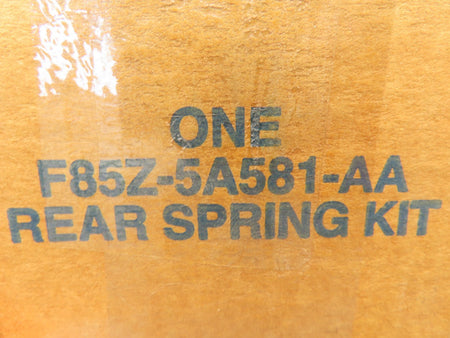 ONE
F85Z-5A581-AA
REAR SPRING KIT